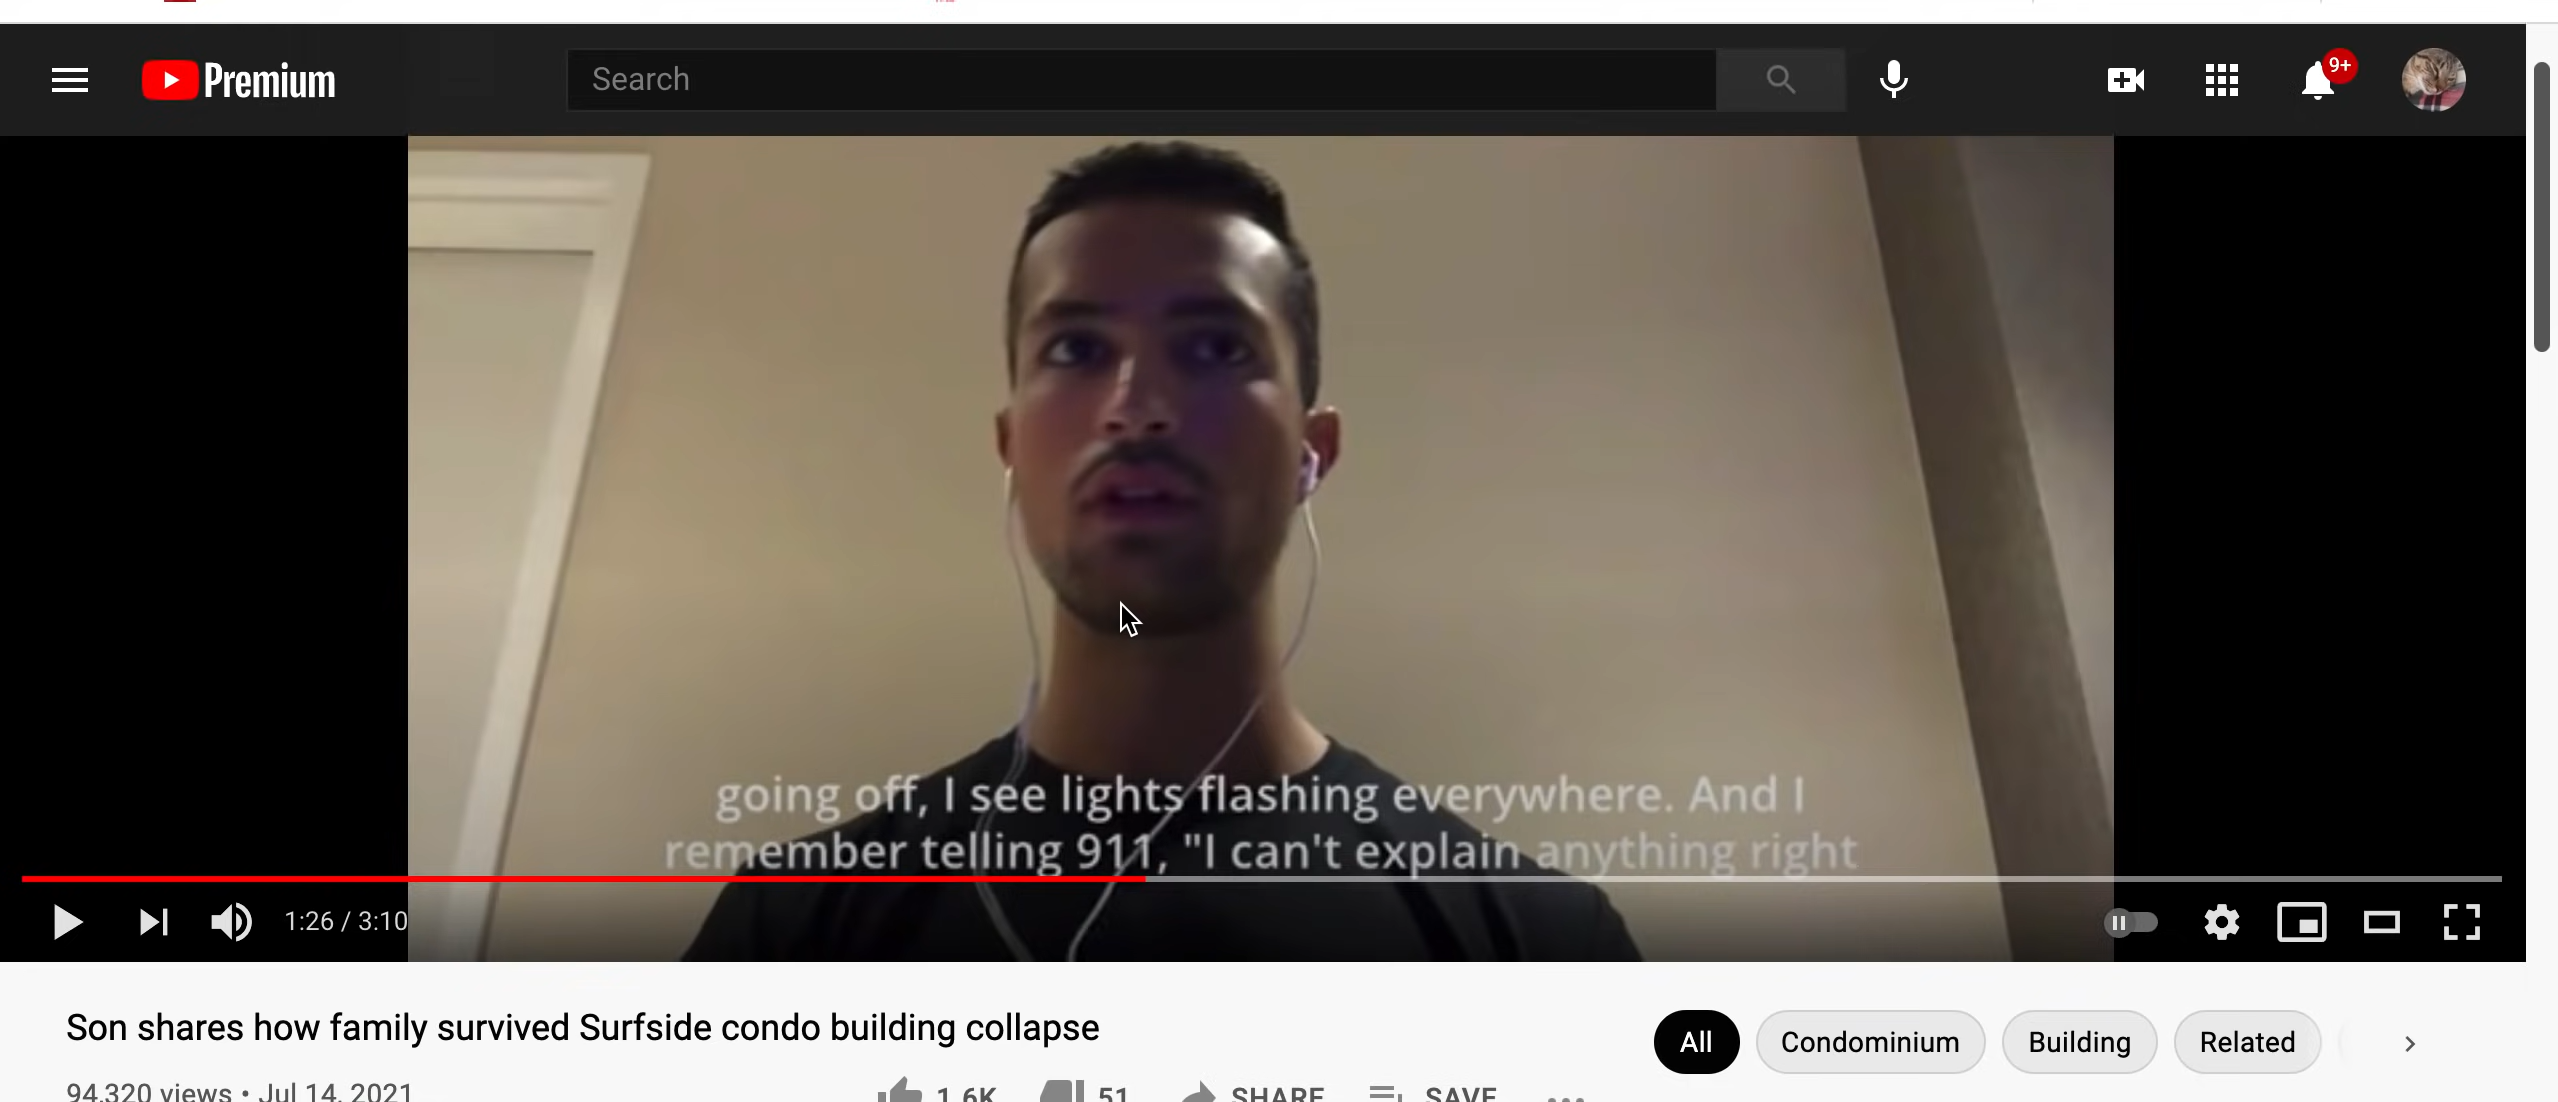 Premium
Search
9+
going off, I see lights flashing everywhere. And I
remember telling 911, "I can't explain anything right
1:26 / 3:10
Son shares how family survived Surfside condo building collapse
All
Condominium
Building
Related
94,320 views • Jul 14, 2021
1.6K
51
SHARE
SAVE